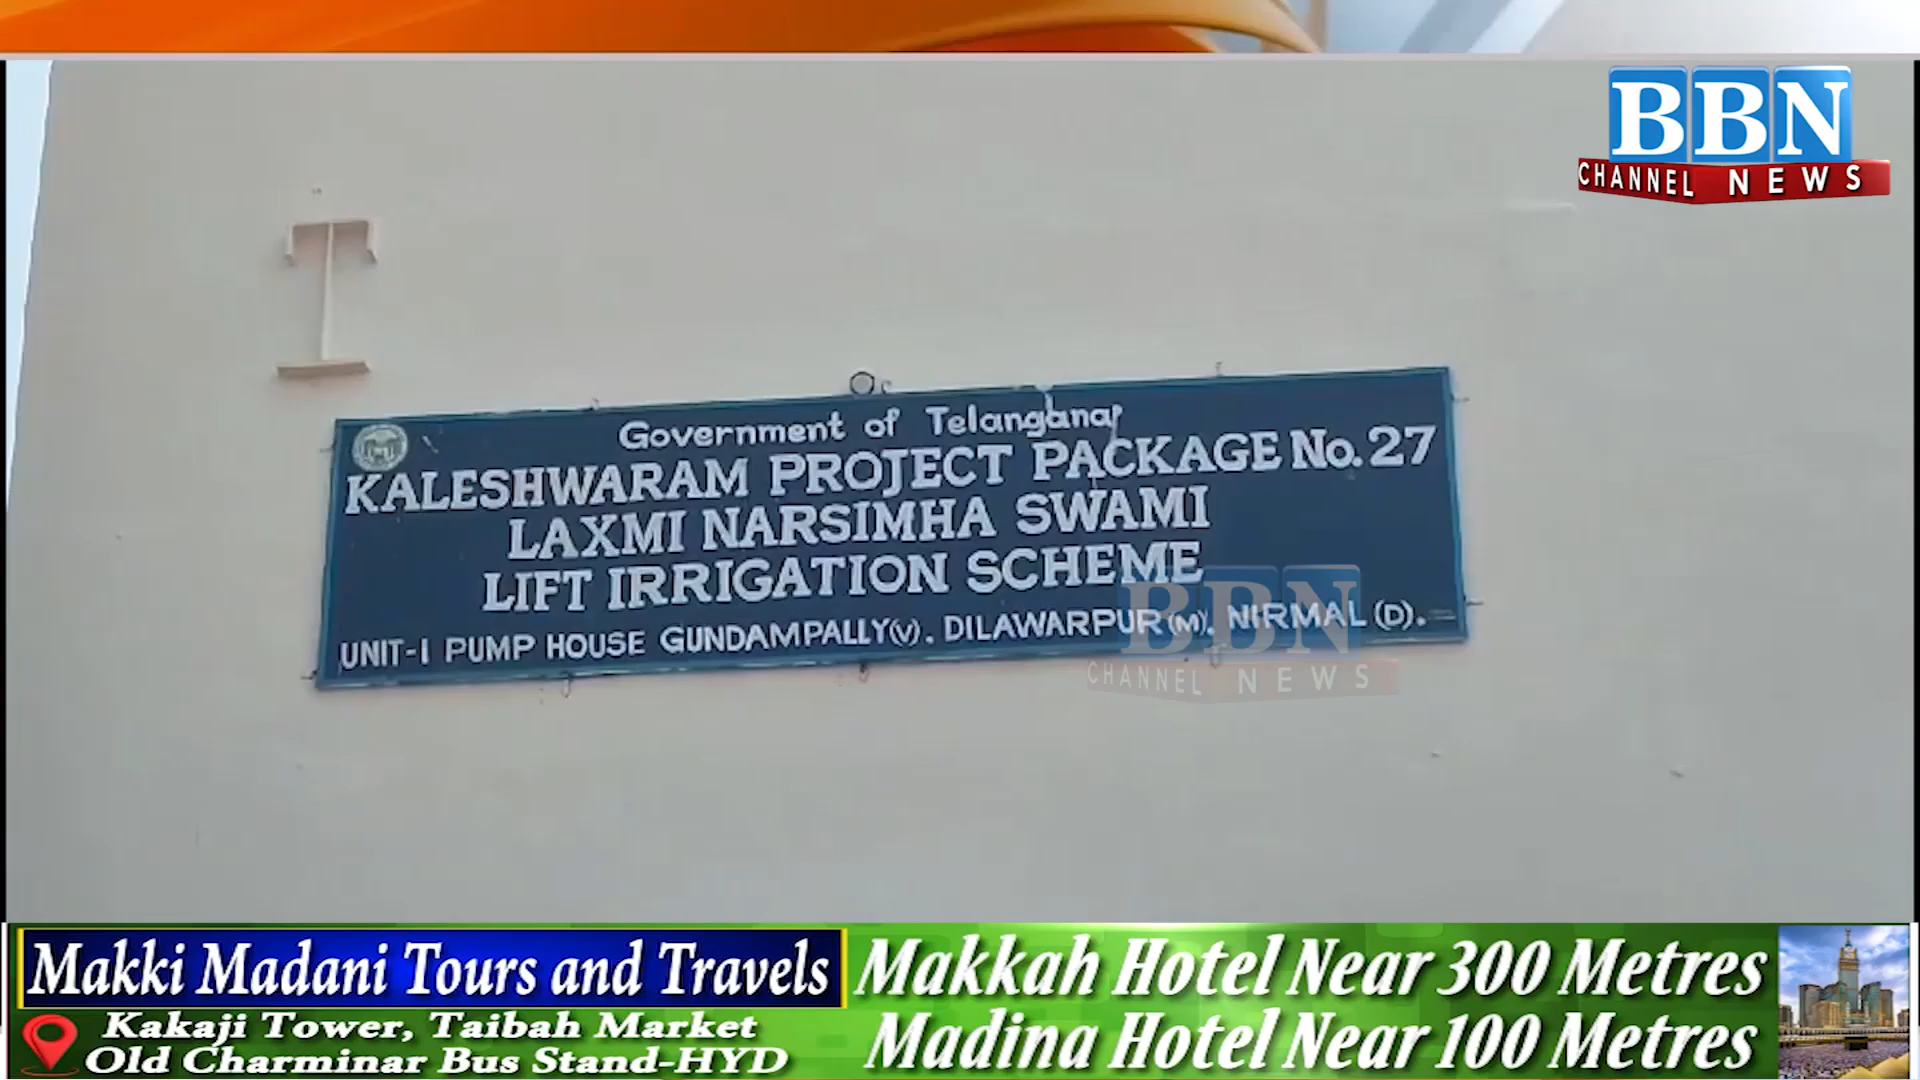 BBN
CHANNEL NEWS
T
Government of Telangana
KALESHWARAM PROJECT PACKAGE No. 27
LAXMI NARSIMHA SWAMI
LIFT IRRIGATION SCHEME
UNIT-I PUMP HOUSE GUNDAMPALLY(V). DILAWARPUR(M). NIRMAL (D).
BBN
CHANNEL NEWS
Makki Madani Tours and Travels
Kakaji Tower, Taibah Market
Old Charminar Bus Stand-HYD
Makkah Hotel Near 300 Metres
Madina Hotel Near 100 Metres